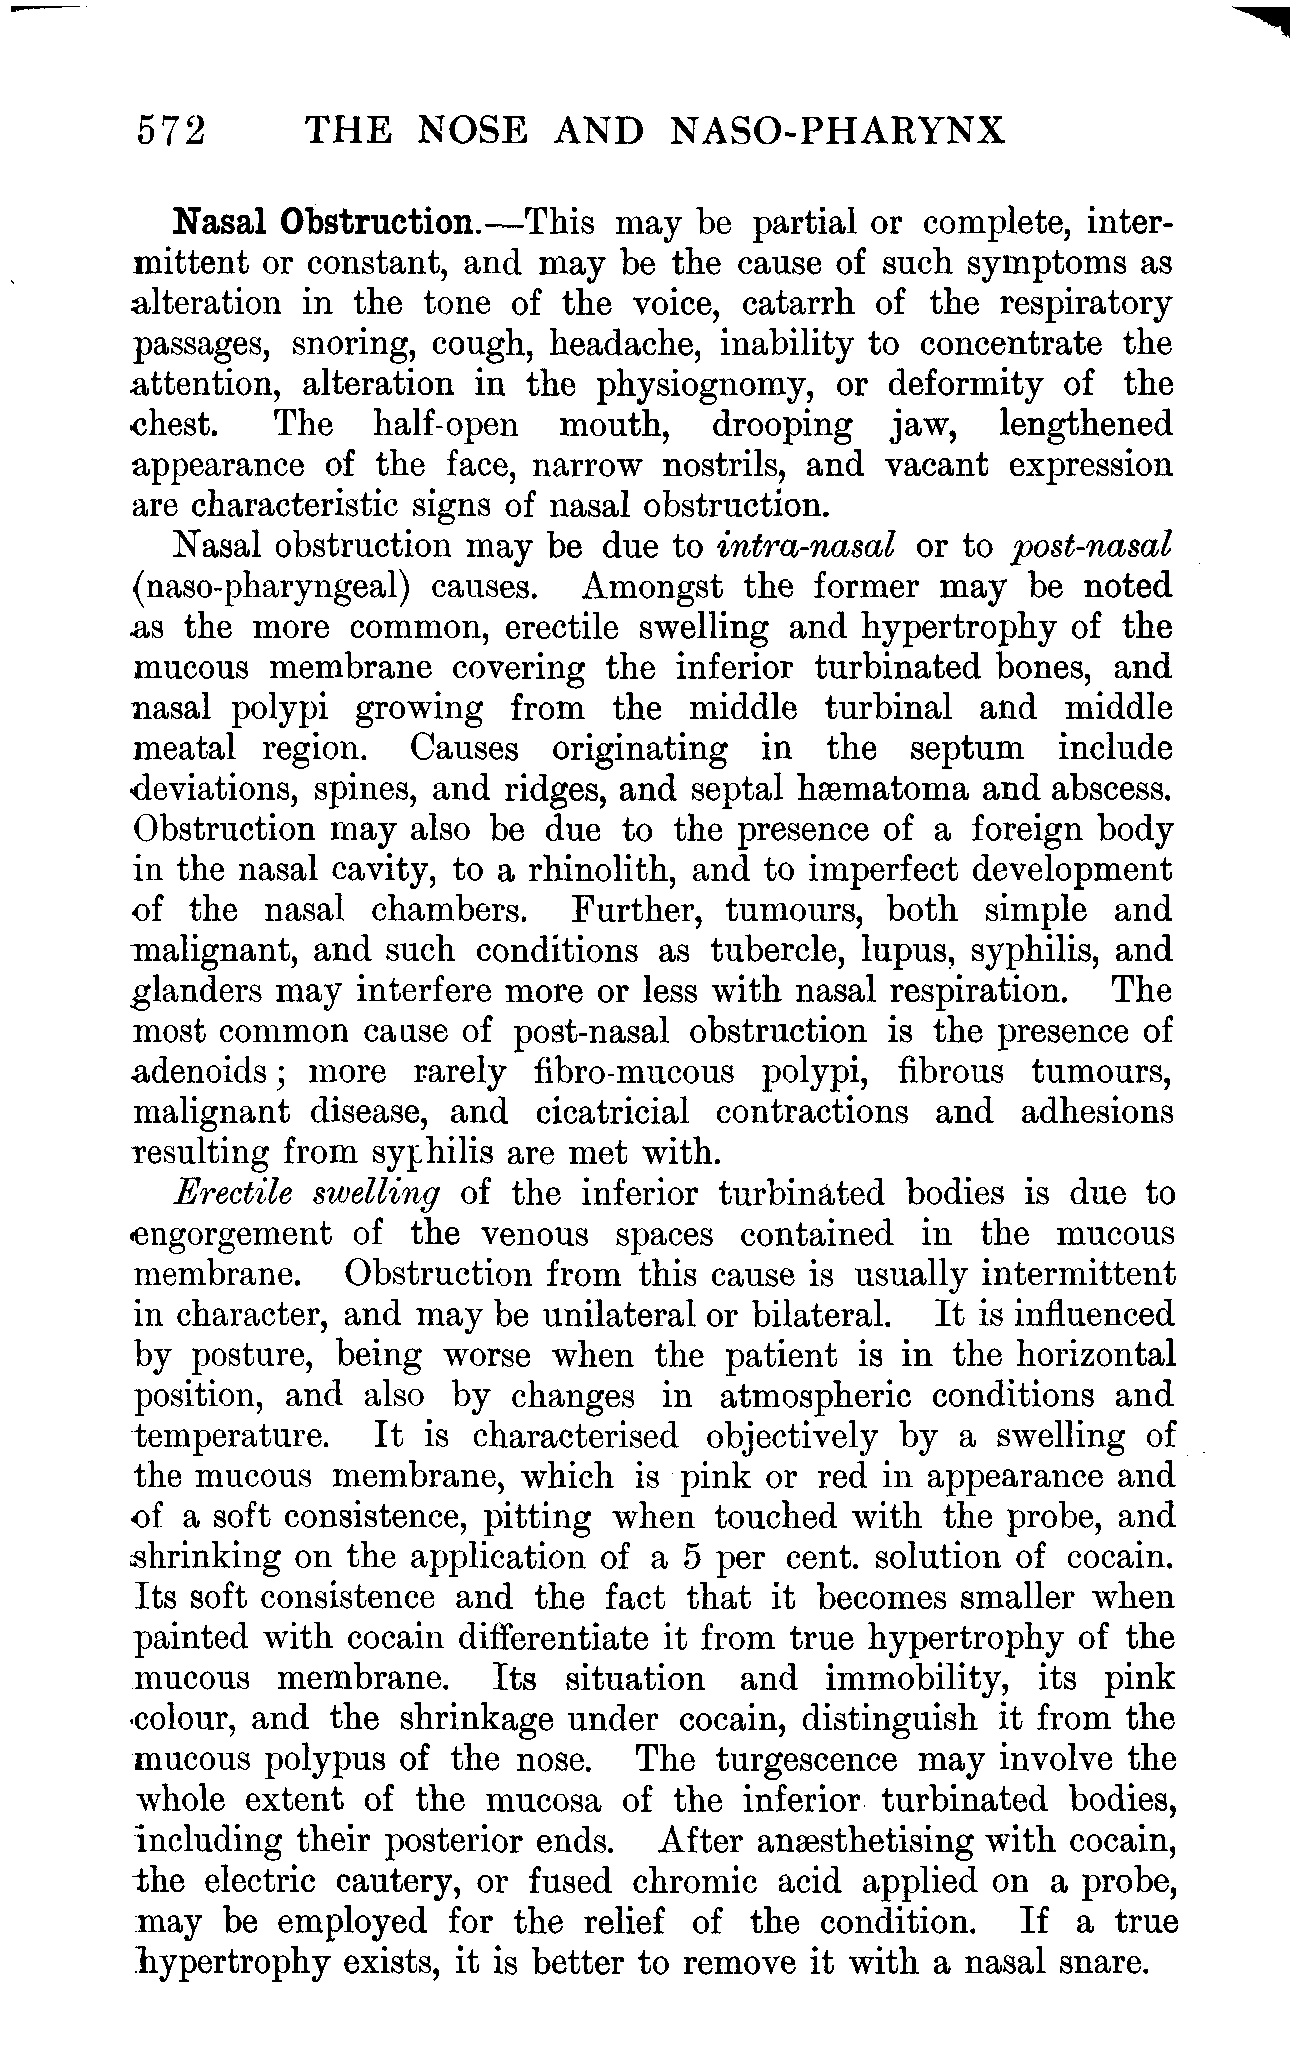 572 THE NOSE AND NASO-PHARYNX
Nasal Obstruction.—This may be partial or complete, inter-
mittent or constant, and may be the cause of such symptoms as
alteration in the tone of the voice, catarrh of the respiratory
passages, snoring, cough, headache, inability to concentrate the
attention, alteration in the physiognomy, or deformity of the
chest. The half-open mouth, drooping jaw, lengthened
appearance of the face, narrow nostrils, and vacant expression
are characteristic signs of nasal obstruction.
Nasal obstruction may be due to intra-nasal or to post-nasal
(naso-pharyngeal) causes. Amongst the former may be noted
as the more common, erectile swelling and hypertrophy of the
mucous membrane covering the inferior turbinated bones, and
nasal polypi growing from the middle turbinal and middle
meatal region. Causes originating in the septum include
deviations, spines, and ridges, and septal hæmatoma and abscess.
Obstruction may also be due to the presence of a foreign body
in the nasal cavity, to a rhinolith, and to imperfect development
of the nasal chambers. Further, tumours, both simple and
malignant, and such conditions as tubercle, lupus, syphilis, and
glanders may interfere more or less with nasal respiration. The
most common cause of post-nasal obstruction is the presence of
adenoids; more rarely fibro-mucous polypi, fibrous tumours,
malignant disease, and cicatricial contractions and adhesions
resulting from syphilis are met with.
Erectile swelling of the inferior turbinated bodies is due to
engorgement of the venous spaces contained in the mucous
membrane. Obstruction from this cause is usually intermittent
in character, and may be unilateral or bilateral. It is influenced
by posture, being worse when the patient is in the horizontal
position, and also by changes in atmospheric conditions and
temperature. It is characterised objectively by a swelling of
the mucous membrane, which is pink or red in appearance and
of a soft consistence, pitting when touched with the probe, and
shrinking on the application of a 5 per cent. solution of cocain.
Its soft consistence and the fact that it becomes smaller when
painted with cocain differentiate it from true hypertrophy of the
mucous membrane. Its situation and immobility, its pink
colour, and the shrinkage under cocain, distinguish it from the
mucous polypus of the nose. The turgescence may involve the
whole extent of the mucosa of the inferior turbinated bodies,
including their posterior ends. After anæsthetising with cocain,
the electric cautery, or fused chromic acid applied on a probe,
may be employed for the relief of the condition. If a true
hypertrophy exists, it is better to remove it with a nasal snare.